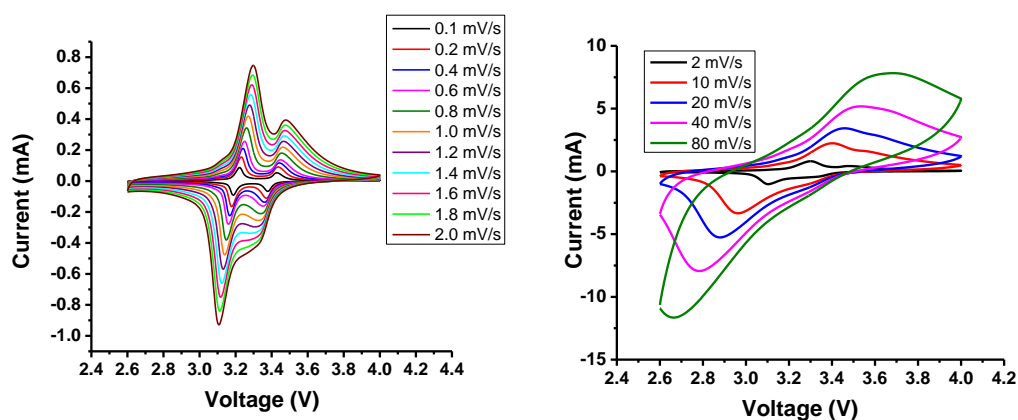 0.1 mV/s
0.2 mV/s
0.4 mV/s
0.6 mV/s
0.8 mV/s
1.0 mV/s
1.2 mV/s
1.4 mV/s
1.6 mV/s
1.8 mV/s
2.0 mV/s
0.8
0.6
0.4
0.2
0.0
-0.2
-0.4
-0.6
-0.8
-1.0
Current (mA)
2.4 2.6 2.8 3.0 3.2 3.4 3.6 3.8 4.0 4.2 4.4
Voltage (V)
2 mV/s
10 mV/s
20 mV/s
40 mV/s
80 mV/s
10
5
0
-5
-10
-15
Current (mA)
2.4 2.6 2.8 3.0 3.2 3.4 3.6 3.8 4.0 4.2
Voltage (V)